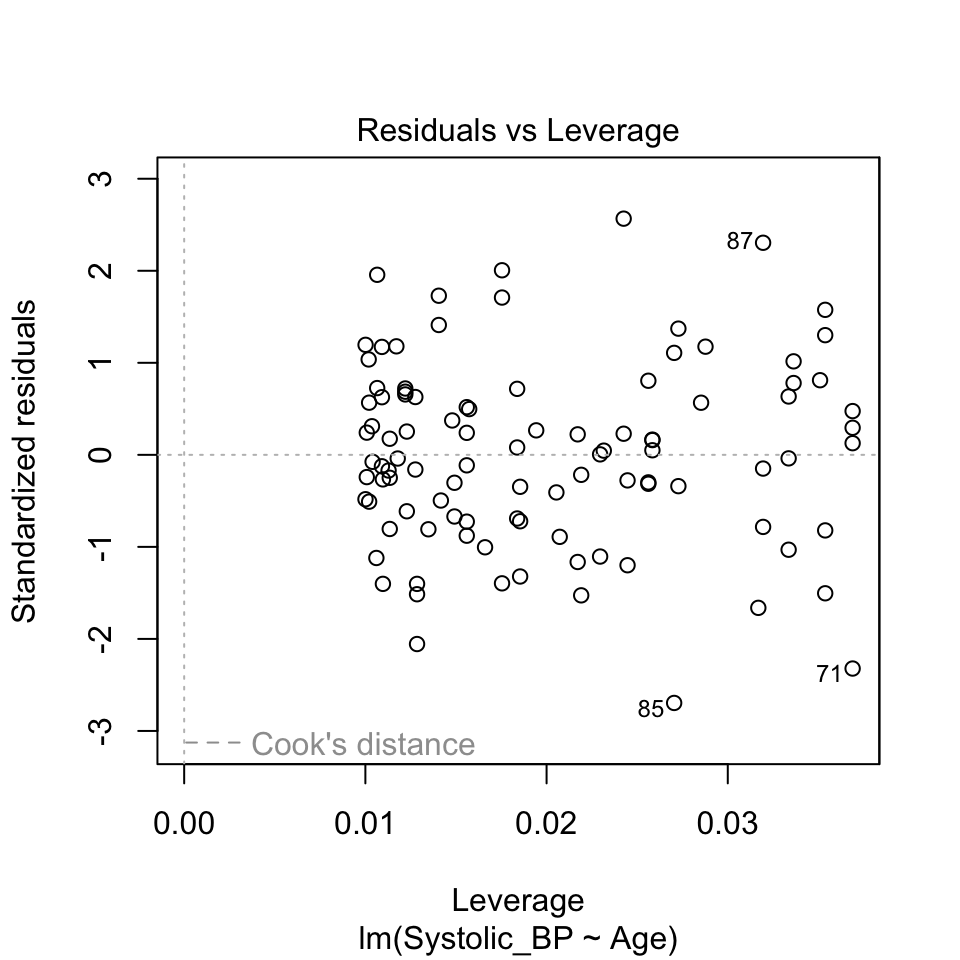 Residuals vs Leverage
Standardized residuals
3
2
1
0
-1
-2
-3
87
71
85
Cook's distance
0.00 0.01 0.02 0.03
Leverage
lm(Systolic_BP ~ Age)